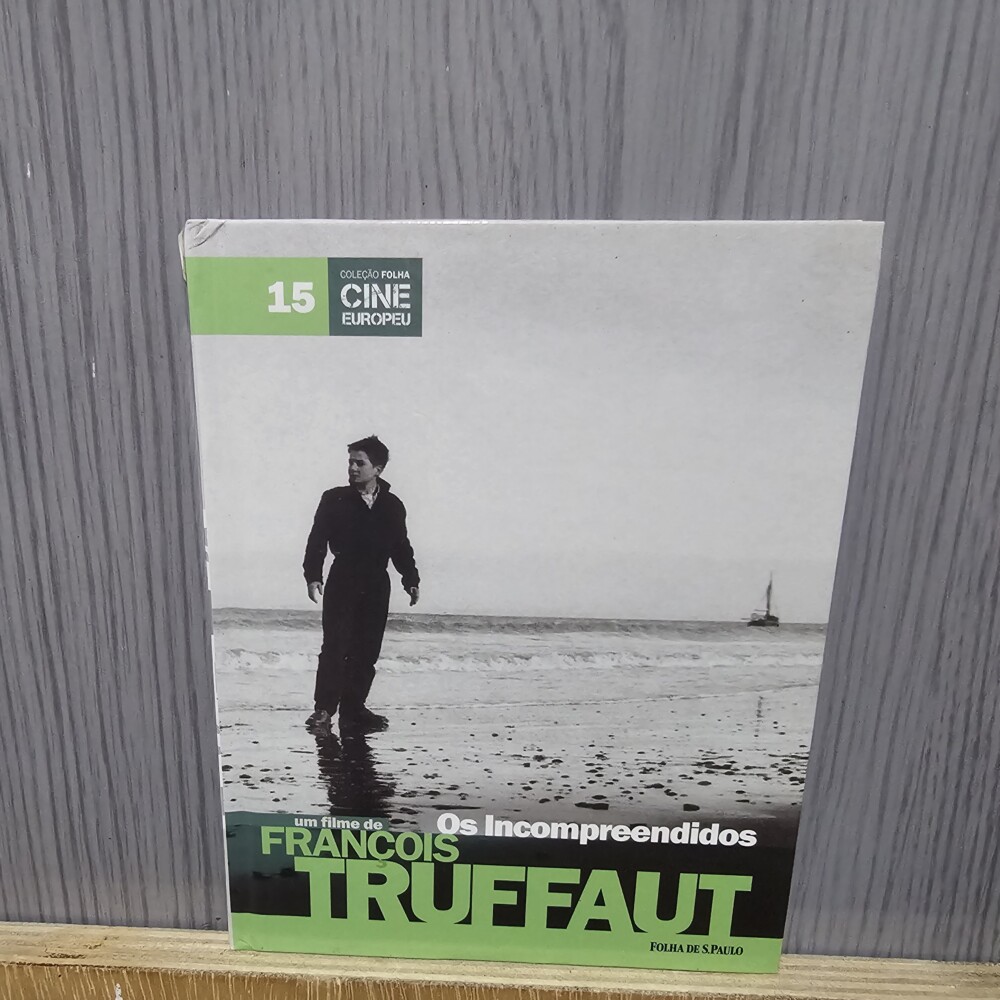 15
COLEÇÃO FOLHA
CINE
EUROPEU
Os Incompreendidos
um filme de
FRANÇOIS
TRUFFAUT
FOLHA DE S.PAULO